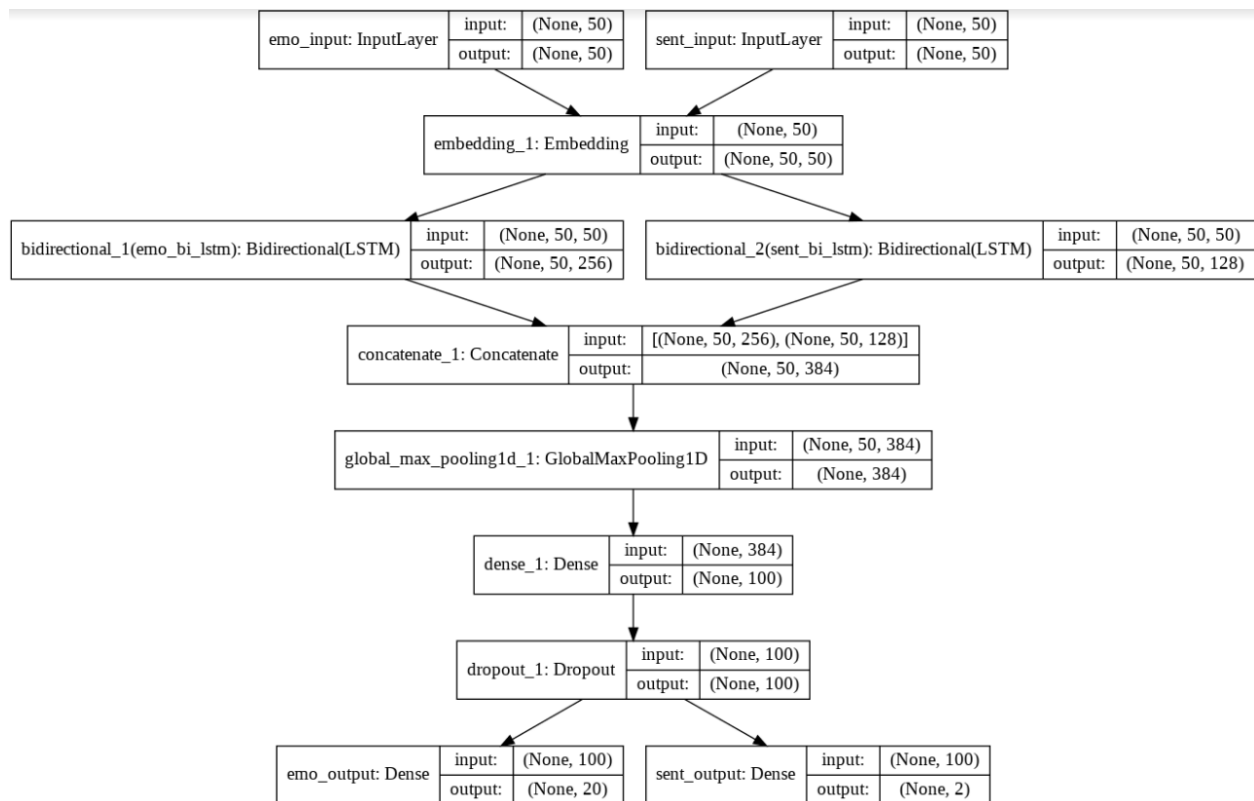 emo_input: InputLayer
input: (None, 50)
output: (None, 50)
sent_input: InputLayer
input: (None, 50)
output: (None, 50)
embedding_1: Embedding
input: (None, 50)
output: (None, 50, 50)
bidirectional_1(emo_bi_lstm): Bidirectional(LSTM)
input: (None, 50, 50)
output: (None, 50, 256)
bidirectional_2(sent_bi_lstm): Bidirectional(LSTM)
input: (None, 50, 50)
output: (None, 50, 128)
concatenate_1: Concatenate
input: [(None, 50, 256), (None, 50, 128)]
output: (None, 50, 384)
global_max_pooling1d_1: GlobalMaxPooling1D
input: (None, 50, 384)
output: (None, 384)
dense_1: Dense
input: (None, 384)
output: (None, 100)
dropout_1: Dropout
input: (None, 100)
output: (None, 100)
emo_output: Dense
input: (None, 100)
output: (None, 20)
sent_output: Dense
input: (None, 100)
output: (None, 2)